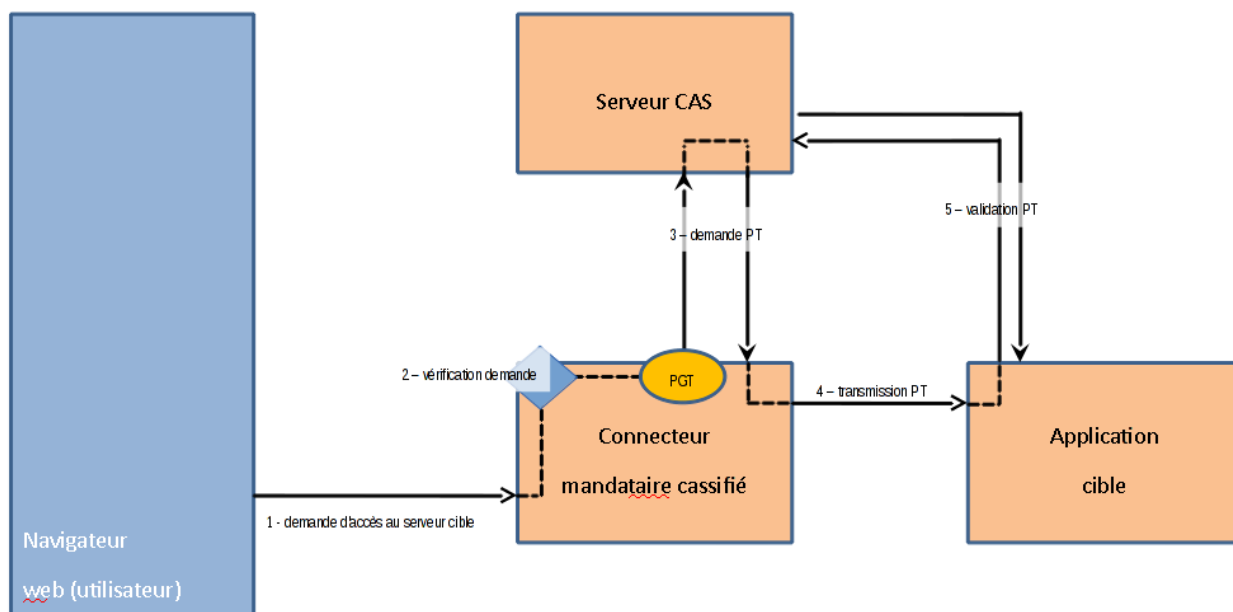 Serveur CAS
5 – validation PT
3 – demande PT
2 – vérification demande
PGT
4 – transmission PT
Connecteur
mandataire cassifié
Application
cible
1 - demande d'accès au serveur cible
Navigateur
web (utilisateur)